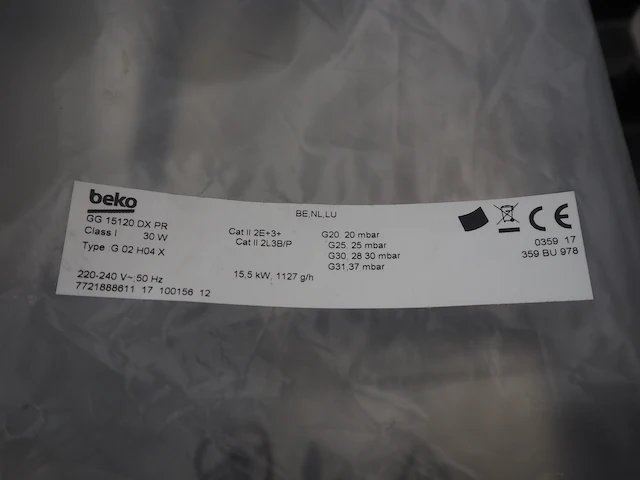 beko
GG 15120 DX PR
Class I 30 W
Type G 02 H04 X
220-240 V~ 50 Hz
7721888611 17 100156 12
BE,NL,LU
Cat II 2E+3+
Cat II 2L3B/P
G20, 20 mbar
G25, 25 mbar
G30, 28 30 mbar
G31,37 mbar
15,5 kW, 1127 g/h
CE
0359 17
359 BU 978